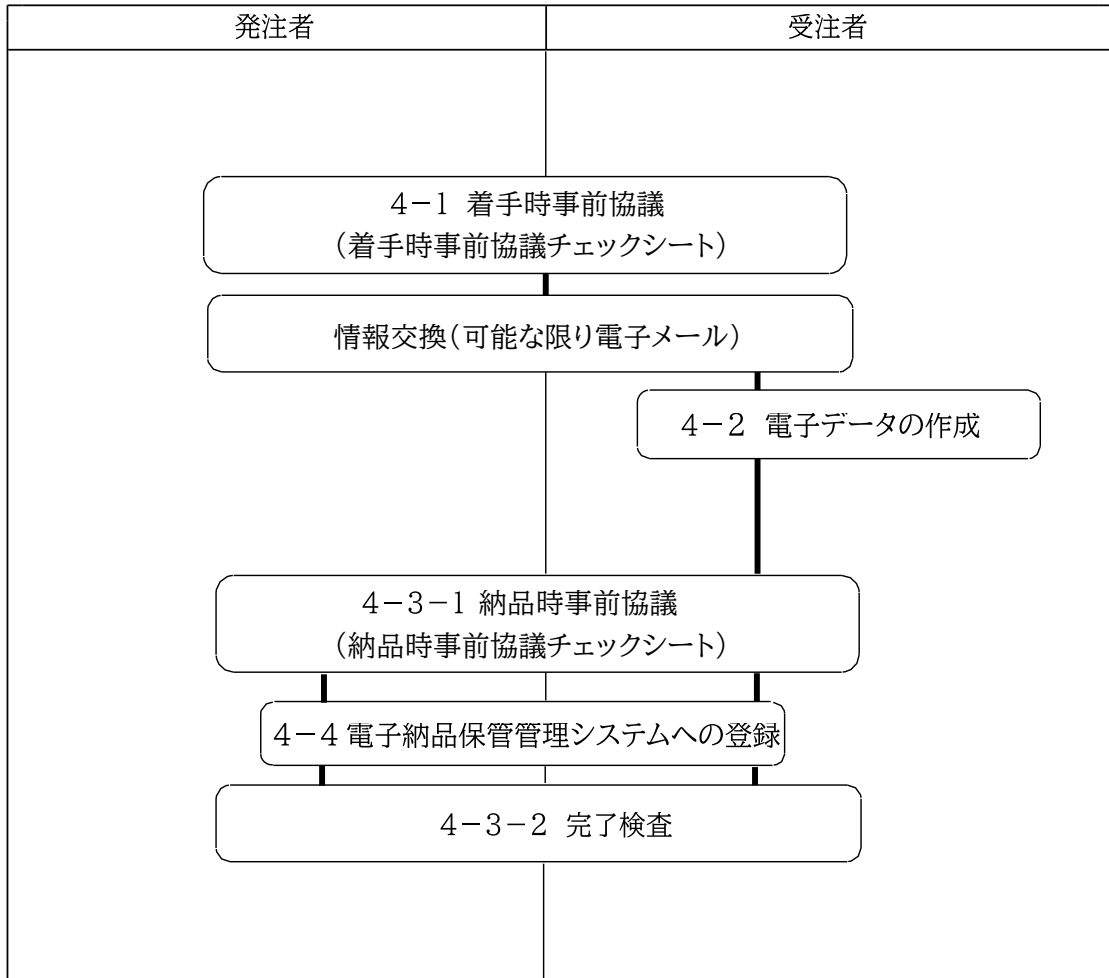 発注者
受注者
4－1 着手時事前協議
（着手時事前協議チェックシート）
情報交換（可能な限り電子メール）
4－2 電子データの作成
4－3－1 納品時事前協議
（納品時事前協議チェックシート）
4－4 電子納品保管管理システムへの登録
4－3－2 完了検査